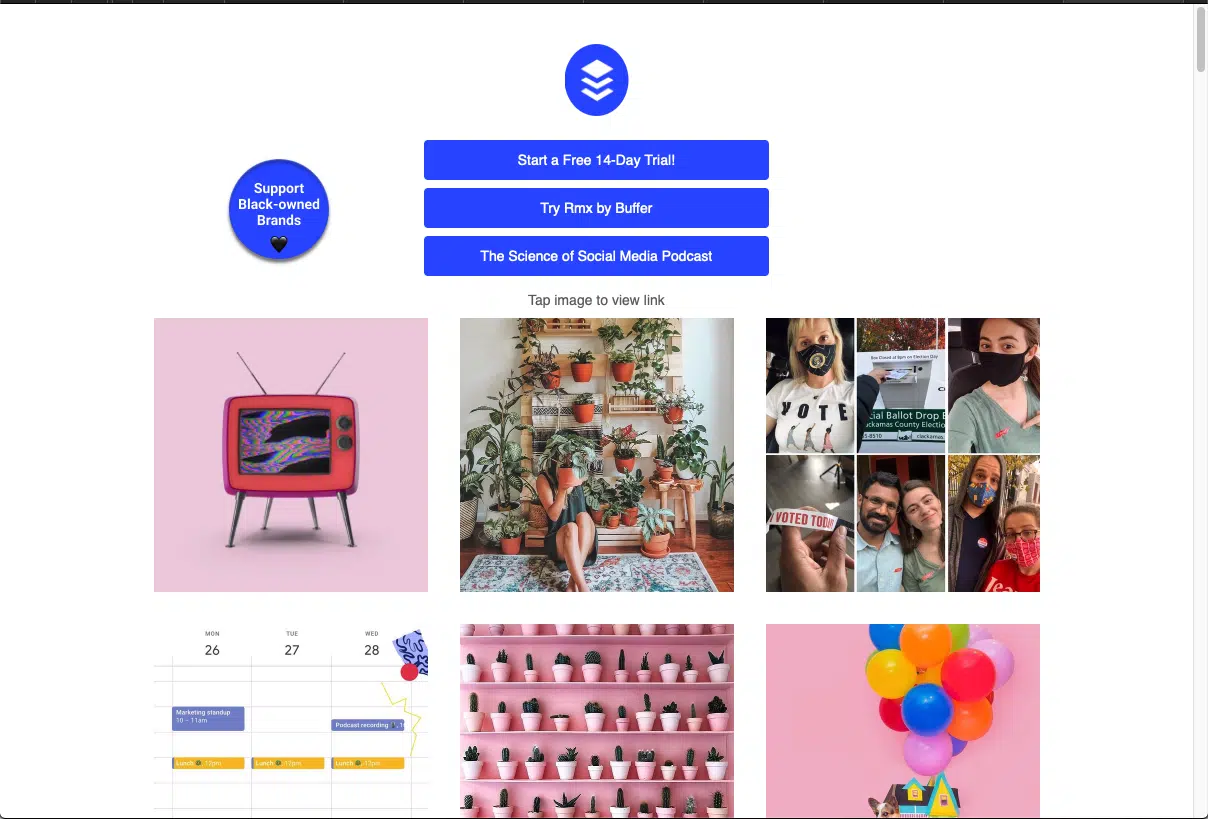 Start a Free 14-Day Trial!
Support
Black-owned
Brands
Try Rmx by Buffer
The Science of Social Media Podcast
Tap image to view link
VOTE
Box Closed at 8pm on Election Day
cial Ballot Drop B
ackamas County Electio
clackamas
I VOTED TODAY
MON
TUE
WED
26
27
28
Marketing standup
10 – 11am
Podcast recording
Lunch 12pm
Lunch 12pm
Lunch 12pm